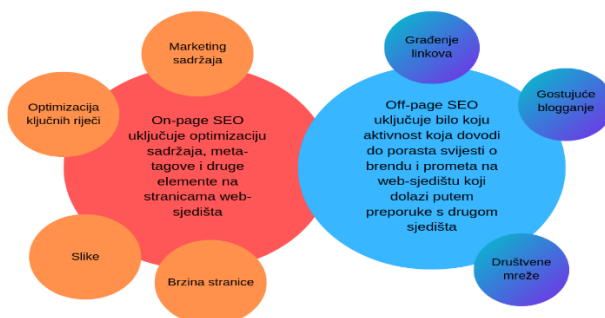 Marketing
sadržaja
Optimizacija
ključnih riječi
On-page SEO
uključuje optimizaciju
sadržaja, meta-
tagove i druge
elemente na
stranicama web-
sjedišta
Slike
Brzina stranice
Građenje
linkova
Gostujuće
blogganje
Off-page SEO
uključuje bilo koju
aktivnost koja dovodi
do porasta svijesti o
brendu i prometa na
web-sjedištu koji
dolazi putem
preporuke s drugom
sjedišta
Društvene
mreže